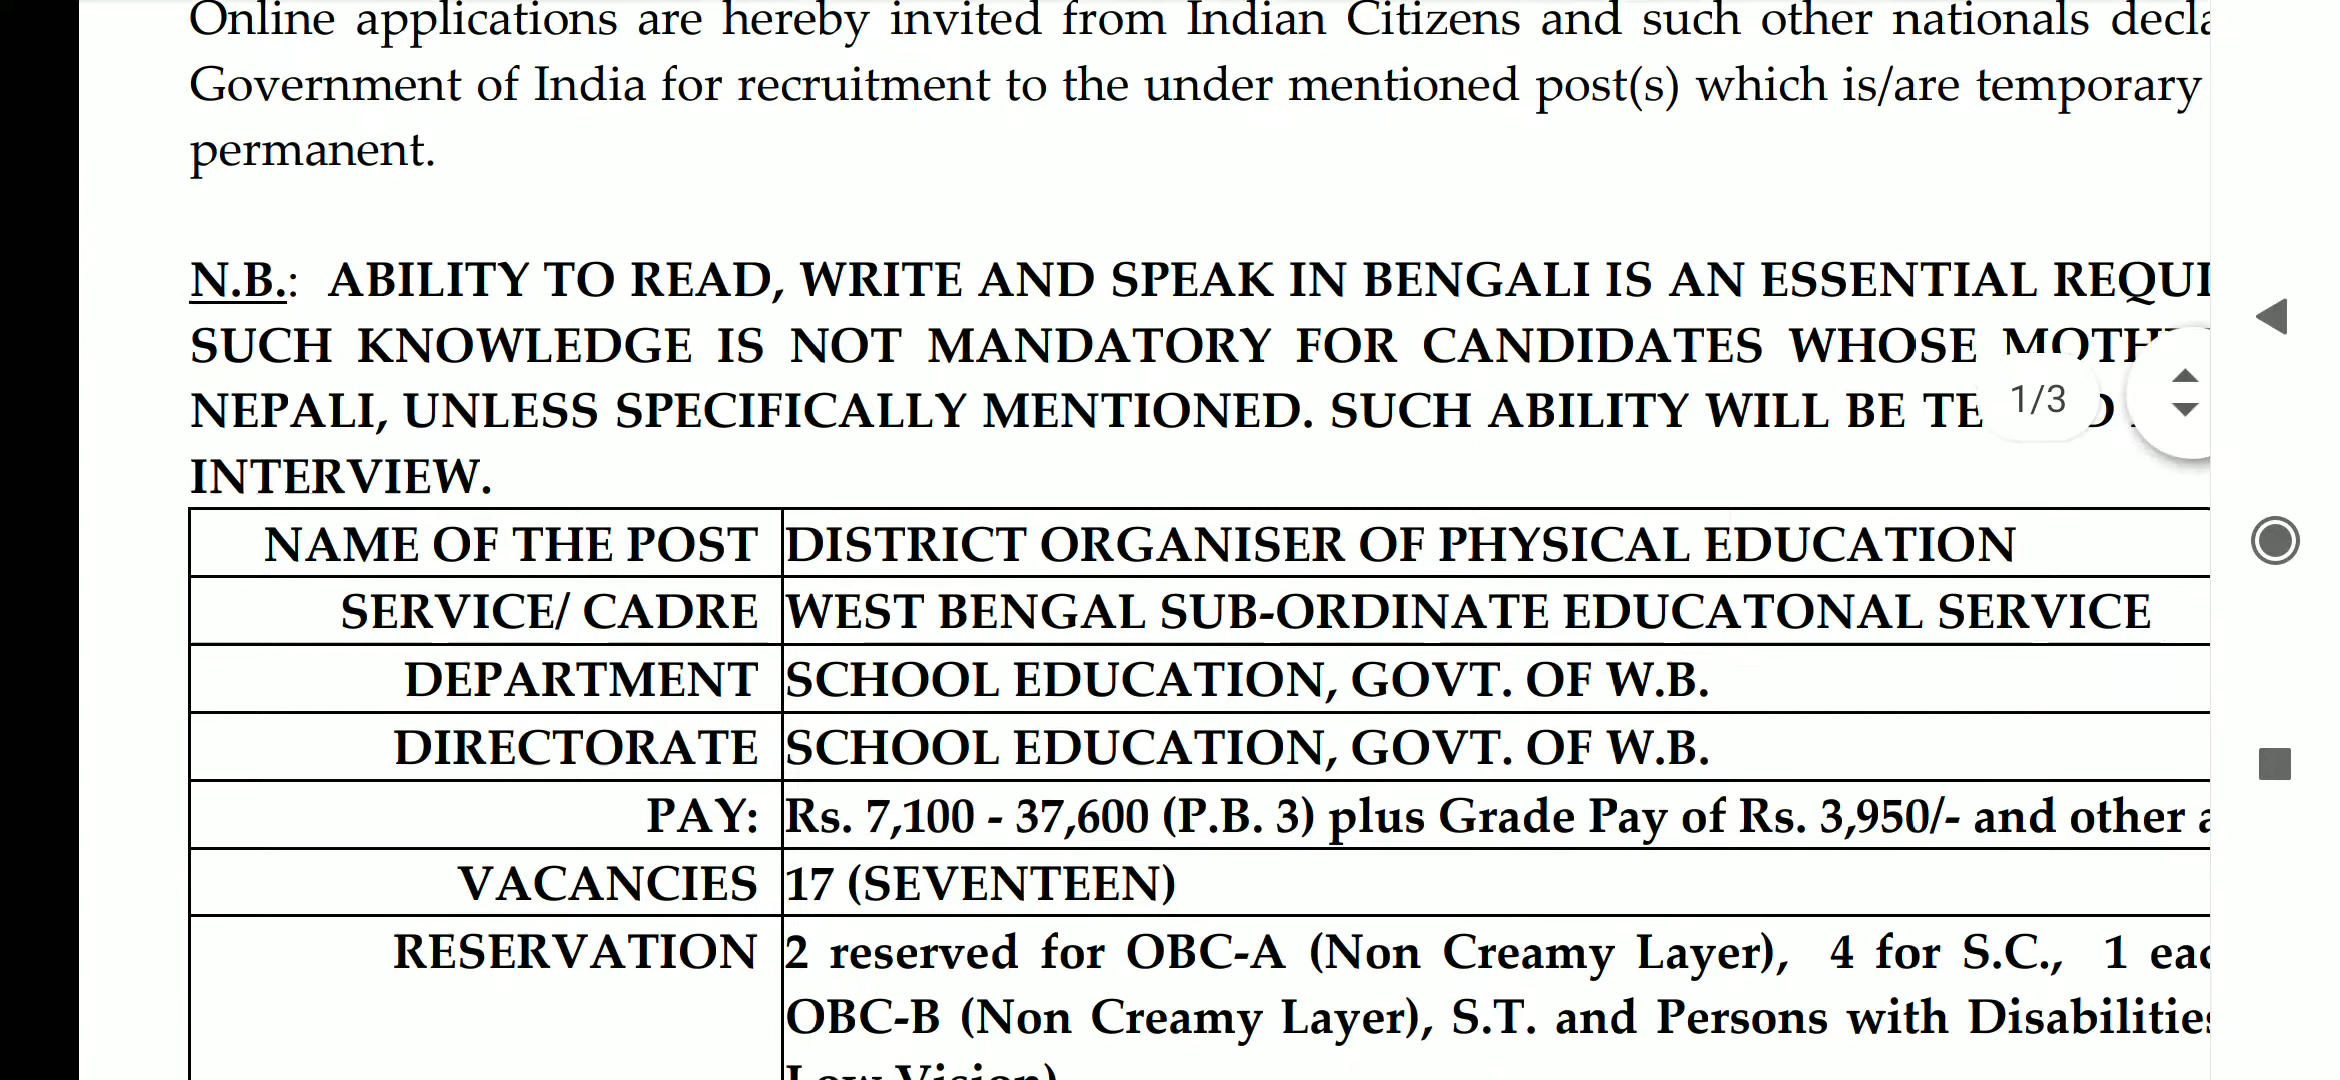 Online applications are hereby invited from Indian Citizens and such other nationals
Government of India for recruitment to the under mentioned post(s) which is/are temporary
permanent.
N.B.: ABILITY TO READ, WRITE AND SPEAK IN BENGALI IS AN ESSENTIAL
SUCH KNOWLEDGE IS NOT MANDATORY FOR CANDIDATES WHOSE
NEPALI, UNLESS SPECIFICALLY MENTIONED. SUCH ABILITY WILL BE
1/3
INTERVIEW.
NAME OF THE POST DISTRICT ORGANISER OF PHYSICAL EDUCATION
SERVICE/ CADRE WEST BENGAL SUB-ORDINATE EDUCATONAL SERVICE
DEPARTMENT SCHOOL EDUCATION, GOVT. OF W.B.
DIRECTORATE SCHOOL EDUCATION, GOVT. OF W.B.
PAY: Rs. 7,100 - 37,600 (P.B. 3) plus Grade Pay of Rs. 3,950/- and other
VACANCIES 17 (SEVENTEEN)
RESERVATION 2 reserved for OBC-A (Non Creamy Layer), 4 for S.C., 1
OBC-B (Non Creamy Layer), S.T. and Persons with Disabilities
Low Vision)